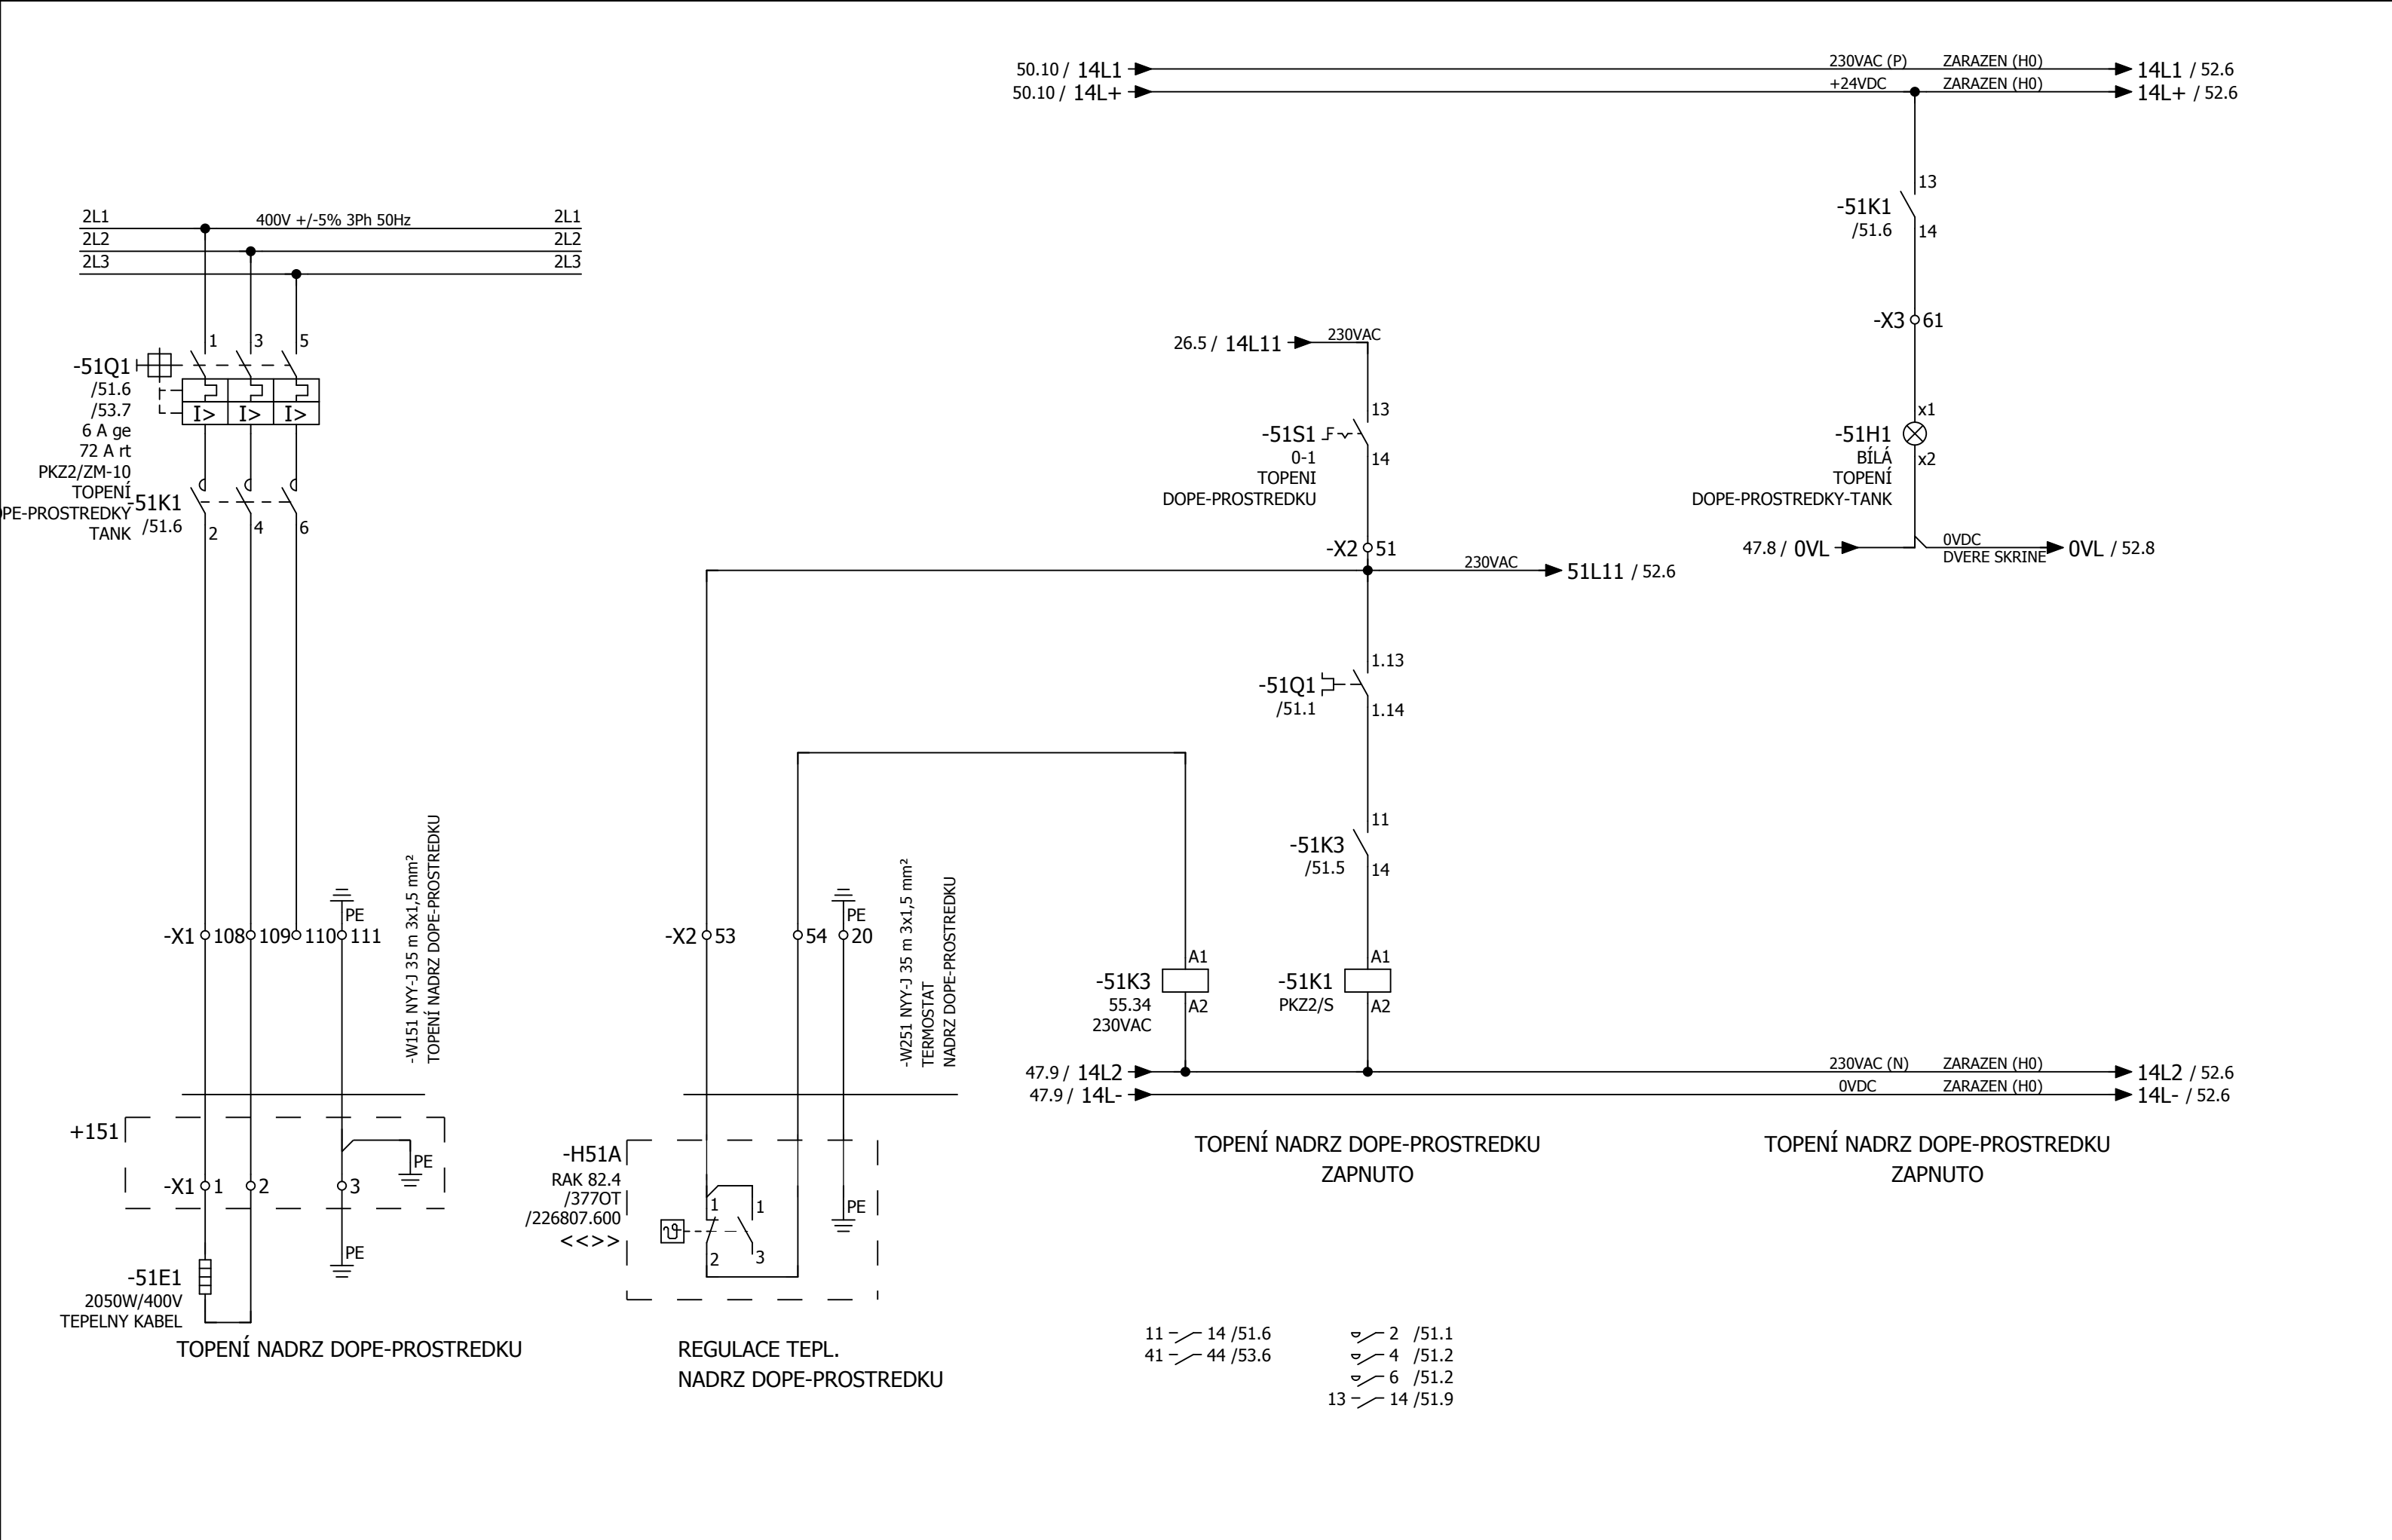 50.10 / 14L1
230VAC (P)
ZARAZEN (H0)
14L1 / 52.6
50.10 / 14L+
+24VDC
ZARAZEN (H0)
14L+ / 52.6
2L1
400V +/-5% 3Ph 50Hz
2L1
2L2
2L2
2L3
2L3
1
3
5
-51Q1
/51.6
/53.7
6 A ge
72 A rt
PKZ2/ZM-10
TOPENÍ
OPE-PROSTREDKY
TANK
I>
I>
I>
-51K1
/51.6
2
4
6
-X1
108
109
110
111
PE
-W151 NYY-J 35 m 3x1,5 mm²
TOPENÍ NADRZ DOPE-PROSTREDKU
+151
-X1
1
2
3
PE
PE
-51E1
2050W/400V
TEPELNY KABEL
TOPENÍ NADRZ DOPE-PROSTREDKU
-X2
53
54
20
PE
-W251 NYY-J 35 m 3x1,5 mm²
TERMOSTAT
NADRZ DOPE-PROSTREDKU
-H51A
RAK 82.4
/377OT
/226807.600
<<>>
1
1
2
3
PE
REGULACE TEPL.
NADRZ DOPE-PROSTREDKU
26.5 / 14L11
230VAC
13
-51S1
0-1
TOPENI
DOPE-PROSTREDKU
14
-X2
51
230VAC
51L11 / 52.6
1.13
-51Q1
/51.1
1.14
11
-51K3
/51.5
14
A1
-51K3
55.34
230VAC
A2
A1
-51K1
PKZ2/S
A2
47.9 / 14L2
230VAC (N)
ZARAZEN (H0)
14L2 / 52.6
47.9 / 14L-
0VDC
ZARAZEN (H0)
14L- / 52.6
TOPENÍ NADRZ DOPE-PROSTREDKU
ZAPNUTO
11
14 /51.6
41
44 /53.6
2 /51.1
4 /51.2
6 /51.2
13
14 /51.9
13
-51K1
/51.6
14
-X3
61
x1
-51H1
BÍLÁ
TOPENÍ
DOPE-PROSTREDKY-TANK
x2
47.8 / 0VL
0VDC
DVERE SKRINE
0VL / 52.8
TOPENÍ NADRZ DOPE-PROSTREDKU
ZAPNUTO